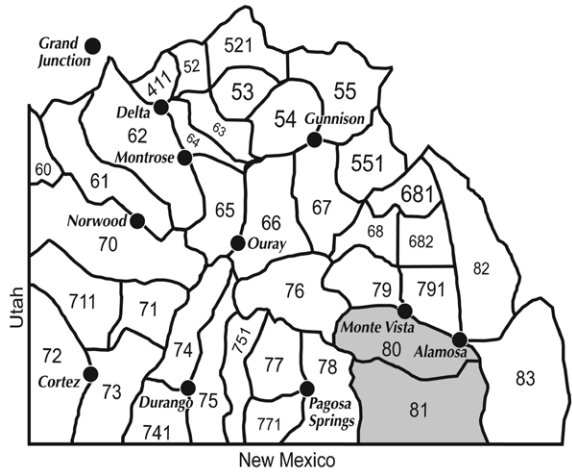 Grand
Junction
521
52
411
53
55
Delta
54
Gunnison
62
63
64
Montrose
551
60
61
681
65
66
67
Norwood
68
682
70
Ouray
82
76
79
791
711
71
Monte Vista
Utah
751
74
80
Alamosa
72
77
78
83
Cortez
73
Durango
75
Pagosa
Springs
81
741
771
New Mexico